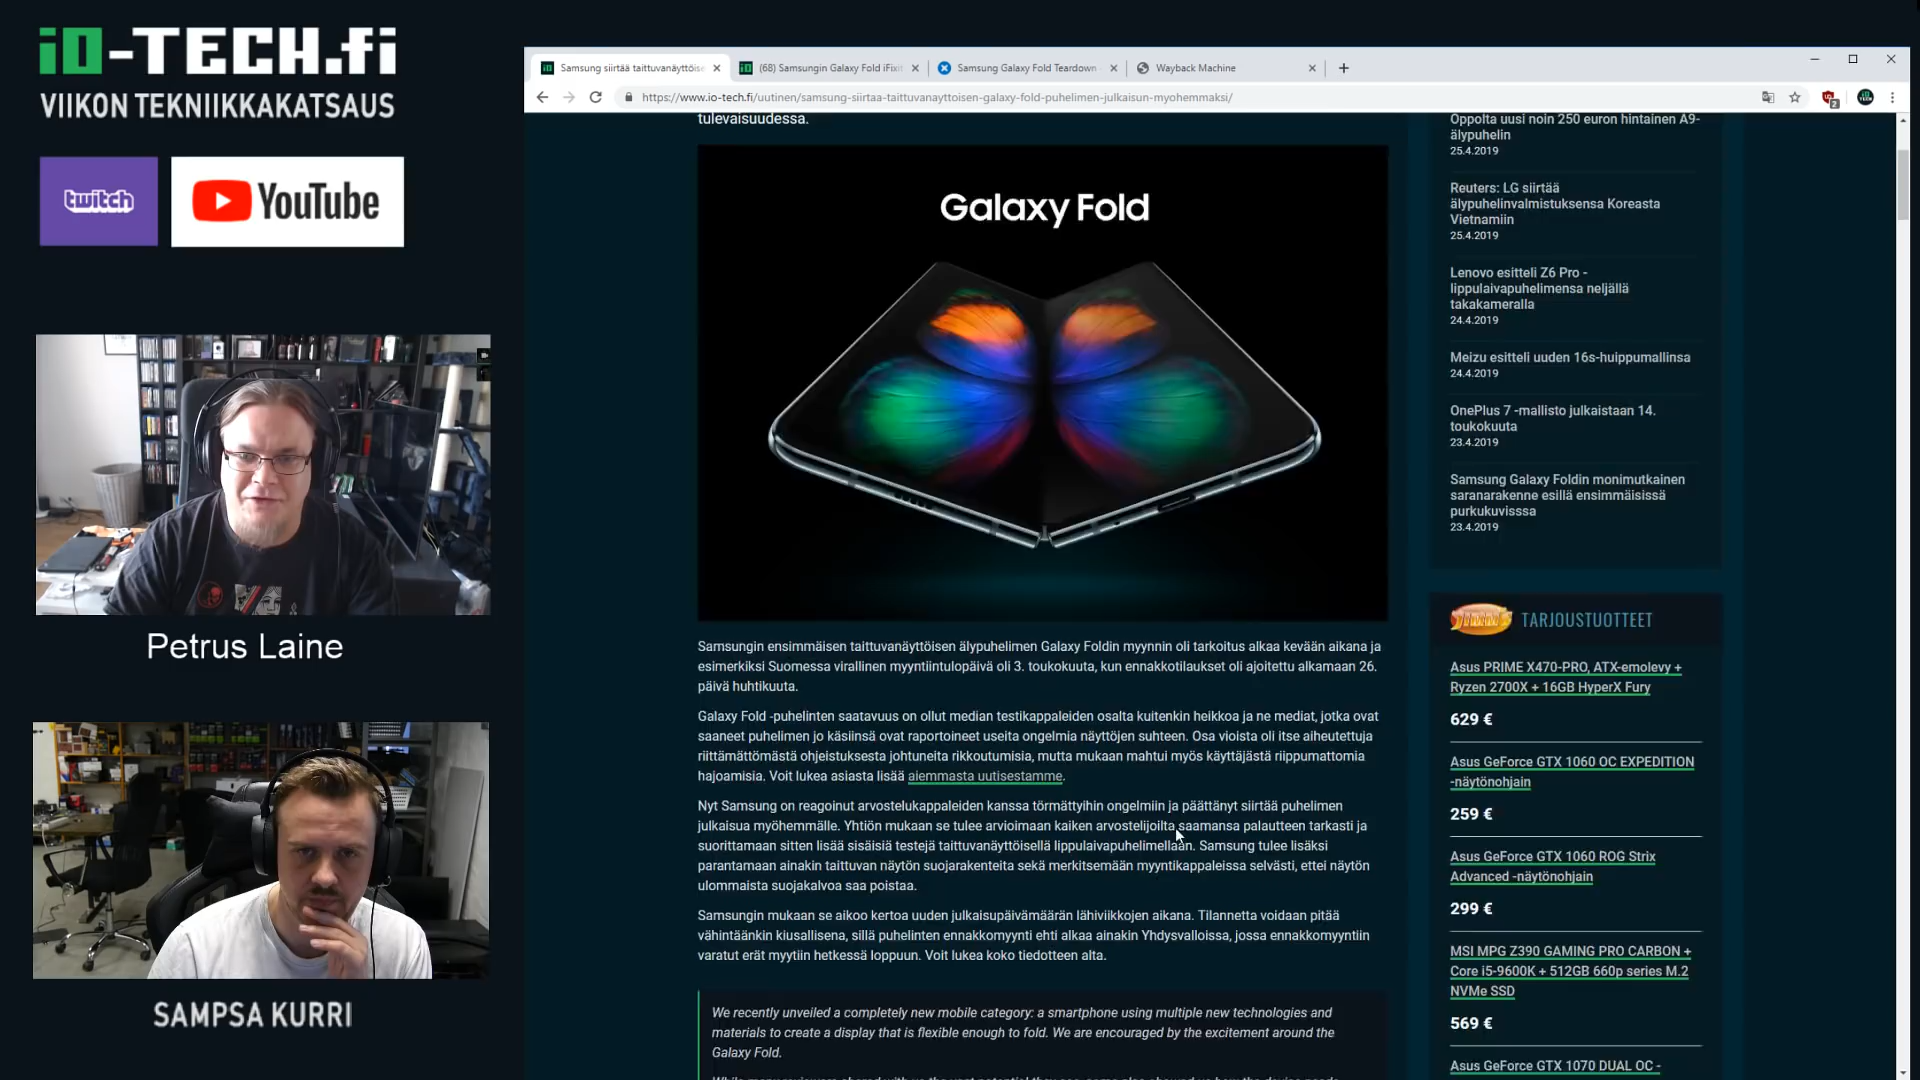 iO-TECH.fi
VIIKON TEKNIIKKAKATSAUS
twitch
YouTube
Petrus Laine
SAMPSA KURRI
Samsung siirtää taittuvanäyttöise
(68) Samsungin Galaxy Fold iFixit
Samsung Galaxy Fold Teardown
Wayback Machine
https://www.io-tech.fi/uutinen/samsung-siirtaa-taittuvanayttoisen-galaxy-fold-puhelimen-julkaisun-myohemmaksi/
2
tulevaisuudessa.
Galaxy Fold
Samsungin ensimmäisen taittuvanäyttöisen älypuhelimen Galaxy Foldin myynnin oli tarkoitus alkaa kevään aikana ja
esimerkiksi Suomessa virallinen myyntiintulopäivä oli 3. toukokuuta, kun ennakkotilaukset oli ajoitettu alkamaan 26.
päivä huhtikuuta.
Galaxy Fold -puhelinten saatavuus on ollut median testikappaleiden osalta kuitenkin heikkoa ja ne mediat, jotka ovat
saaneet puhelimen jo käsiinsä ovat raportoineet useita ongelmia näyttöjen suhteen. Osa vioista oli itse aiheutettuja
riittämättömästä ohjeistuksesta johtuneita rikkoutumisia, mutta mukaan mahtui myös käyttäjästä riippumattomia
hajoamisia. Voit lukea asiasta lisää aiemmasta uutisestamme.
Nyt Samsung on reagoinut arvostelukappaleiden kanssa törmättyihin ongelmiin ja päättänyt siirtää puhelimen
julkaisua myöhemmälle. Yhtiön mukaan se tulee arvioimaan kaiken arvostelijoilta saamansa palautteen tarkasti ja
suorittamaan sitten lisää sisäisiä testejä taittuvanäyttöisellä lippulaivapuhelimellaan. Samsung tulee lisäksi
parantamaan ainakin taittuvan näytön suojarakenteita sekä merkitsemään myyntikappaleissa selvästi, ettei näytön
ulommaista suojakalvoa saa poistaa.
Samsungin mukaan se aikoo kertoa uuden julkaisupäivämäärän lähiviikkojen aikana. Tilannetta voidaan pitää
vähintäänkin kiusallisena, sillä puhelinten ennakkomyynti ehti alkaa ainakin Yhdysvalloissa, jossa ennakkomyyntiin
varatut erät myytiin hetkessä loppuun. Voit lukea koko tiedotteen alta.
We recently unveiled a completely new mobile category: a smartphone using multiple new technologies and
materials to create a display that is flexible enough to fold. We are encouraged by the excitement around the
Galaxy Fold.
Oppolta uusi noin 250 euron hintainen A9-
älypuhelin
25.4.2019
Reuters: LG siirtää
älypuhelinvalmistuksensa Koreasta
Vietnamiin
25.4.2019
Lenovo esitteli Z6 Pro -
lippulaivapuhelimensa neljällä
takakameralla
24.4.2019
Meizu esitteli uuden 16s-huippumallinsa
24.4.2019
OnePlus 7 -mallisto julkaistaan 14.
toukokuuta
23.4.2019
Samsung Galaxy Foldin monimutkainen
saranarakenne esillä ensimmäisissä
purkukuvisssa
23.4.2019
TARJOUSTUOTTEET
Asus PRIME X470-PRO, ATX-emolevy +
Ryzen 2700X + 16GB HyperX Fury
629 €
Asus GeForce GTX 1060 OC EXPEDITION
-näytönohjain
259 €
Asus GeForce GTX 1060 ROG Strix
Advanced -näytönohjain
299 €
MSI MPG Z390 GAMING PRO CARBON +
Core i5-9600K + 512GB 660p series M.2
NVMe SSD
569 €
Asus GeForce GTX 1070 DUAL OC -